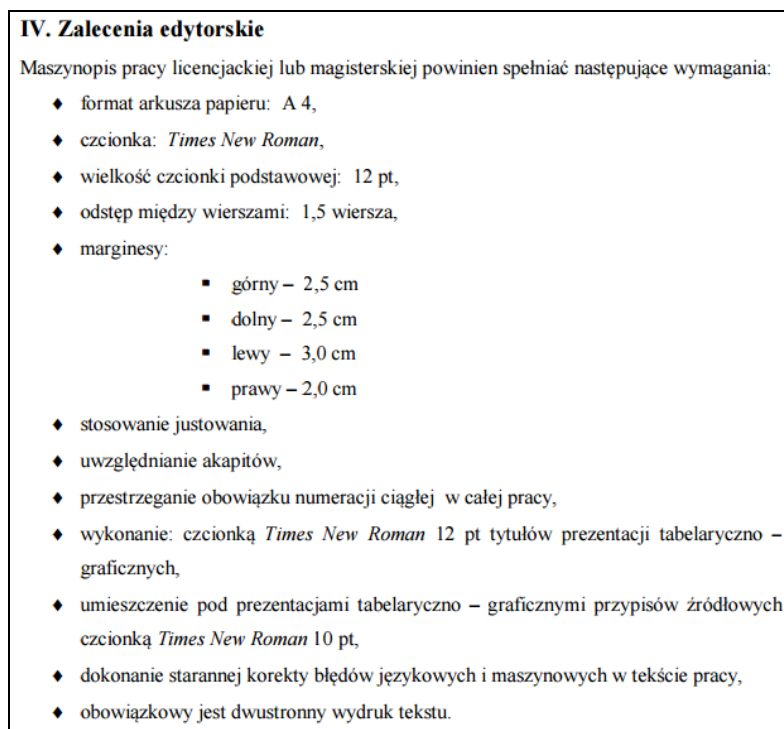 IV. Zalecenia edytorskie
Maszynopis pracy licencjackiej lub magisterskiej powinien spełniać następujące wymagania:
♦ format arkusza papieru: A 4,
♦ czcionka: Times New Roman,
♦ wielkość czcionki podstawowej: 12 pt,
♦ odstęp między wierszami: 1,5 wiersza,
♦ marginesy:
▪ górny – 2,5 cm
▪ dolny – 2,5 cm
▪ lewy – 3,0 cm
▪ prawy – 2,0 cm
♦ stosowanie justowania,
♦ uwzględnianie akapitów,
♦ przestrzeganie obowiązku numeracji ciągłej w całej pracy,
♦ wykonanie: czcionką Times New Roman 12 pt tytułów prezentacji tabelaryczno –
graficznych,
♦ umieszczenie pod prezentacjami tabelaryczno – graficznymi przypisów źródłowych
czcionką Times New Roman 10 pt,
♦ dokonanie starannej korekty błędów językowych i maszynowych w tekście pracy,
♦ obowiązkowy jest dwustronny wydruk tekstu.